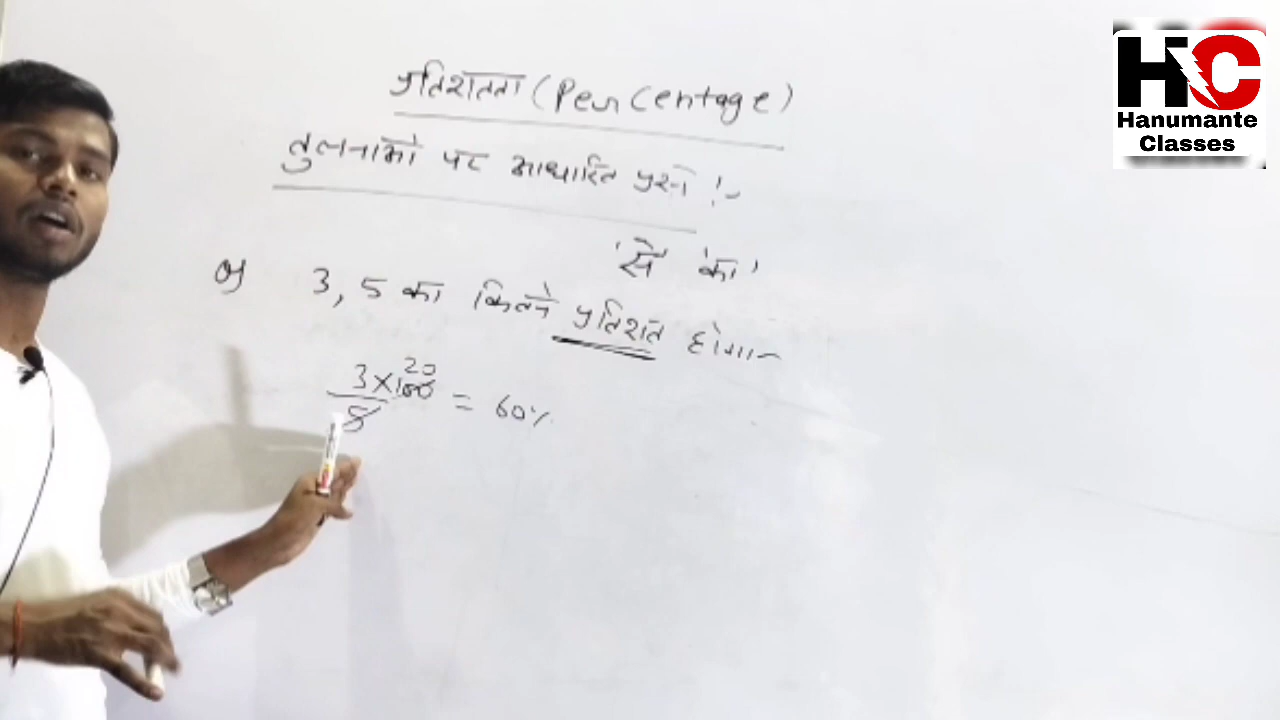 प्रतिशतता (Percentage)
तुलनाओ पर आधारित प्रश्न :-
'से' 'का'
3, 5 का कितने प्रतिशत होगा -
20
3 × 100
5
= 60%
HC
Hanumante
Classes